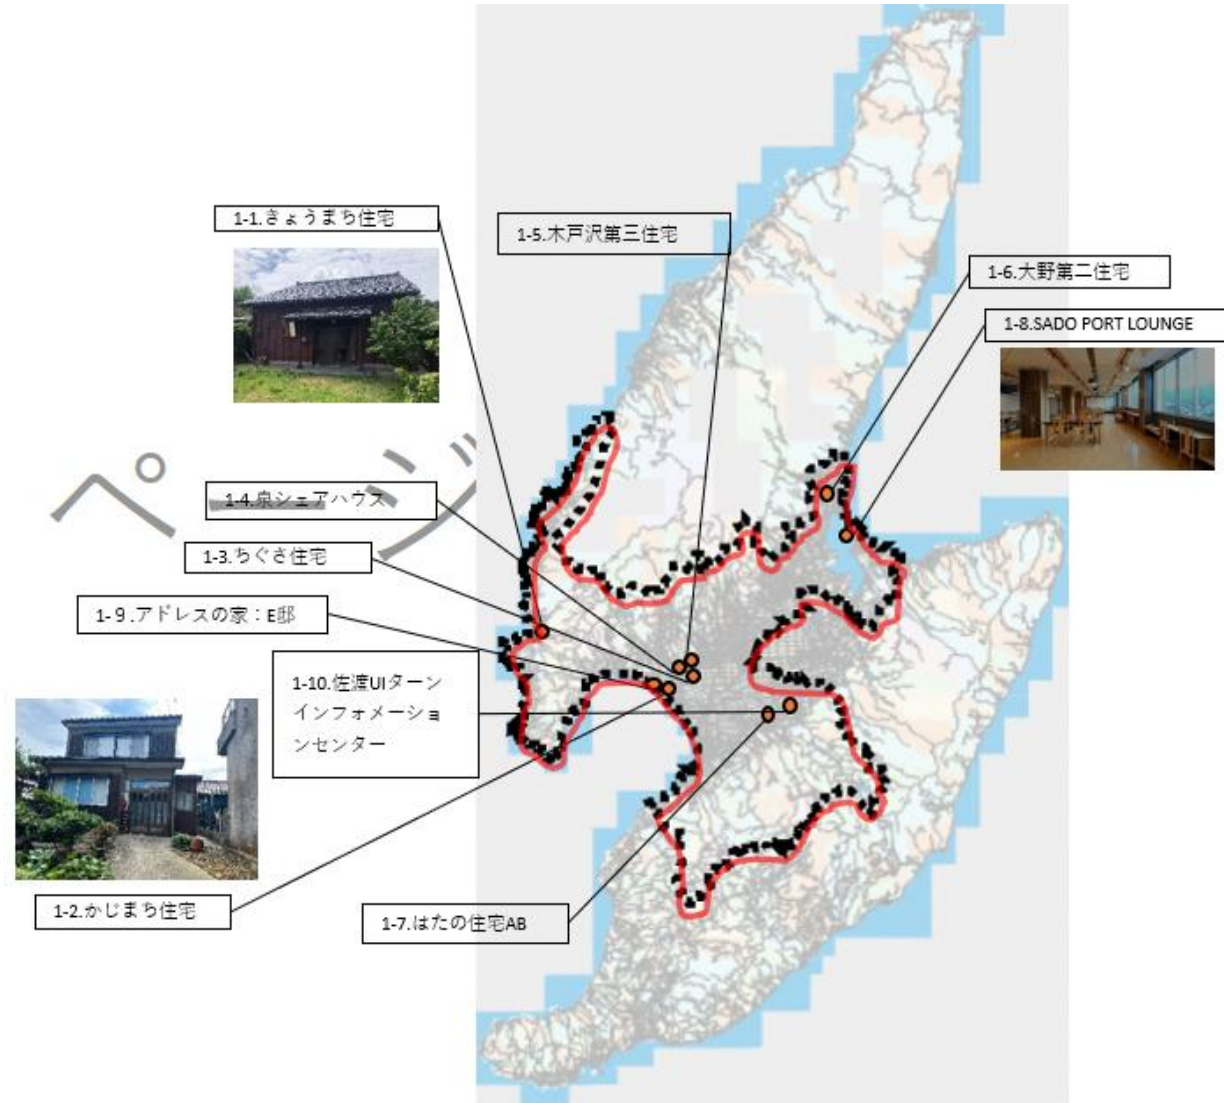 1-1.きょうまち住宅
1-5.木戸沢第三住宅
1-6.大野第二住宅
1-8.SADO PORT LOUNGE
ページ
1-4.泉シェアハウス
1-3.ちぐさ住宅
1-９.アドレスの家：E邸
1-10.佐渡UIターン
インフォメーショ
ンセンター
1-2.かじまち住宅
1-7.はたの住宅AB